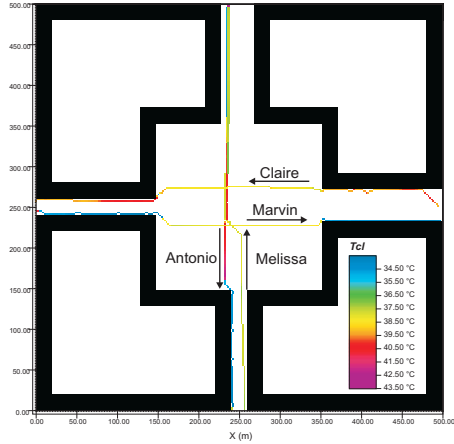 500.00
450.00
400.00
350.00
300.00
250.00
200.00
150.00
100.00
50.00
0.00
Claire
Marvin
Antonio
Melissa
Tcl
34.50 °C
35.50 °C
36.50 °C
37.50 °C
38.50 °C
39.50 °C
40.50 °C
41.50 °C
42.50 °C
43.50 °C
0.00 50.00 100.00 150.00 200.00 250.00 300.00 350.00 400.00 450.00 500.00
X (m)